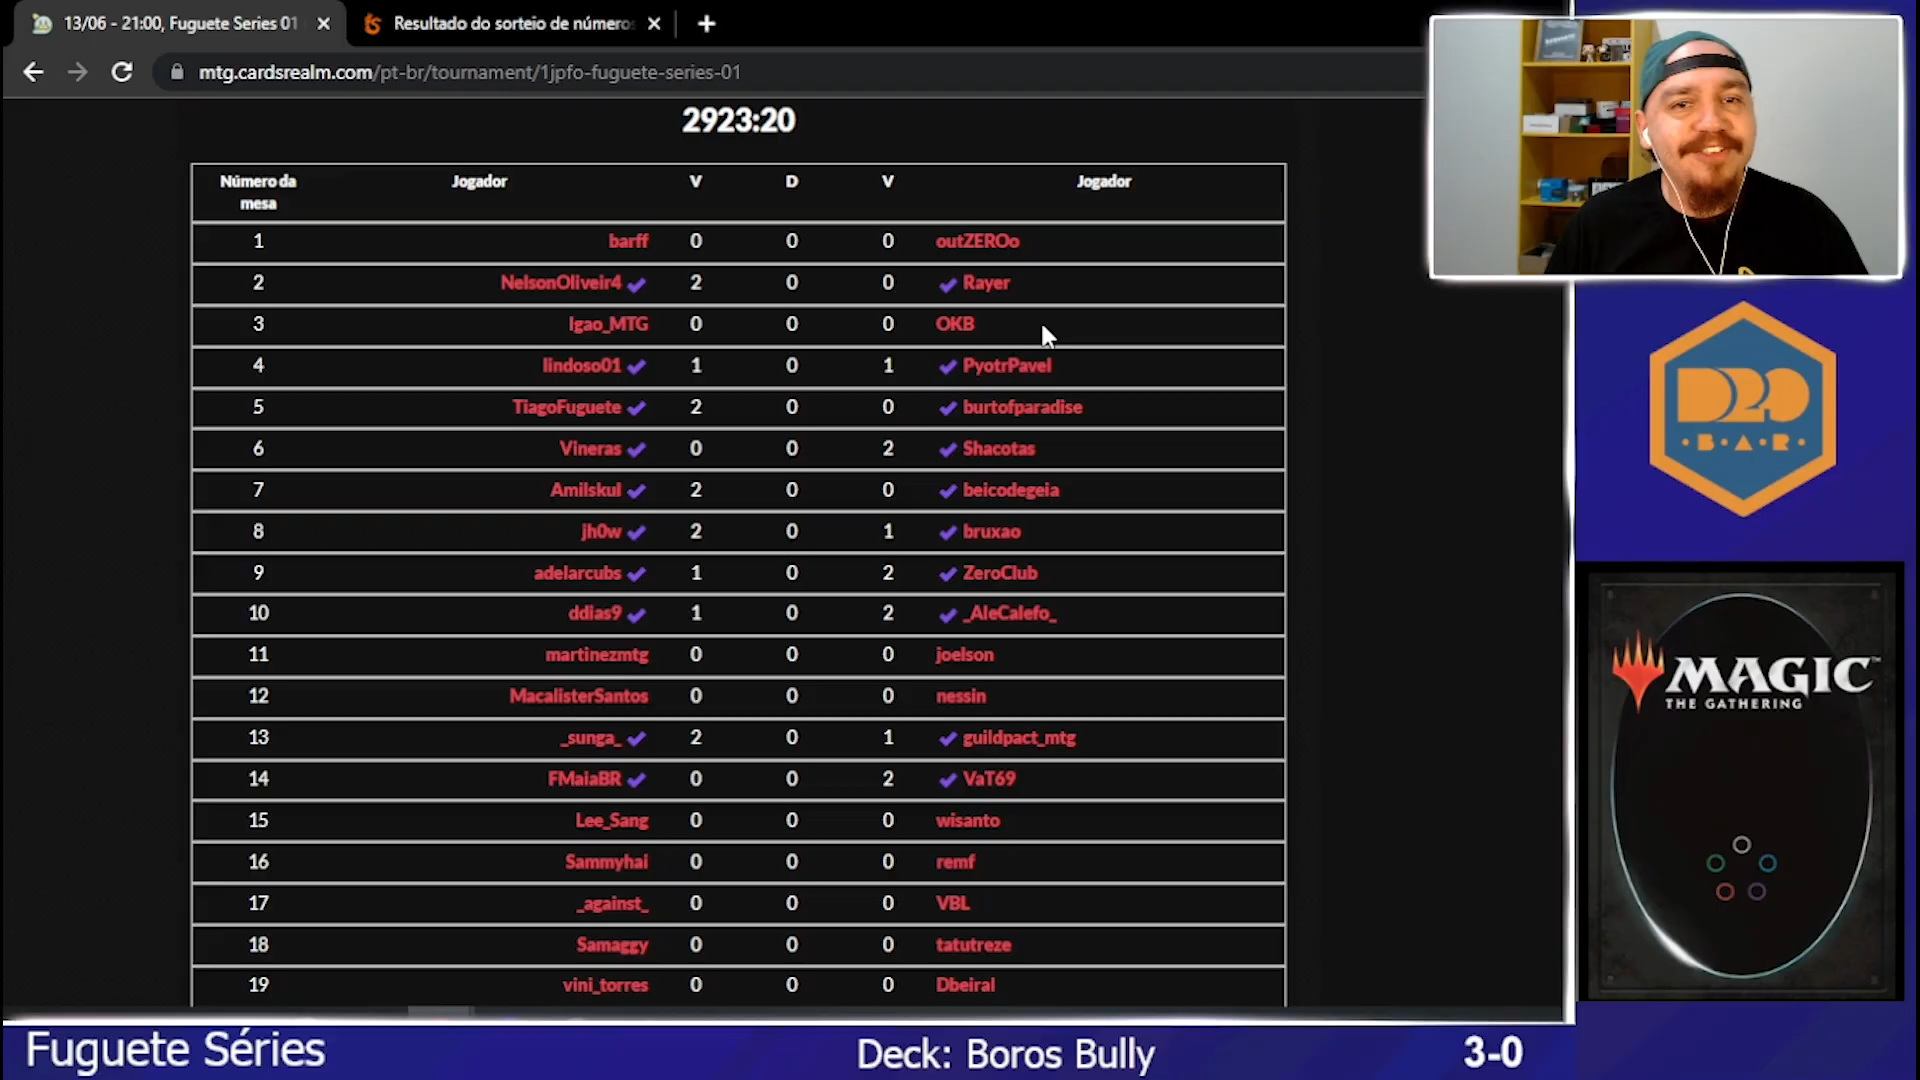 13/06 - 21:00, Fuguete Series 01
Resultado do sorteio de números
mtg.cardsrealm.com/pt-br/tournament/1jpfo-fuguete-series-01
2923:20
Número da mesa Jogador V D V Jogador
1 barff 0 0 0 outZEROo
2 NelsonOliveir4 2 0 0 Rayer
3 Igao_MTG 0 0 0 OKB
4 lindoso01 1 0 1 PyotrPavel
5 TiagoFuguete 2 0 0 burtofparadise
6 Vineras 0 0 2 Shacotas
7 Amilskul 2 0 0 beicodegeia
8 jh0w 2 0 1 bruxao
9 adelarcubs 1 0 2 ZeroClub
10 ddias9 1 0 2 _AleCalefo_
11 martinezmtg 0 0 0 joelson
12 MacalisterSantos 0 0 0 nessin
13 _sunga_ 2 0 1 guildpact_mtg
14 FMaiaBR 0 0 2 VaT69
15 Lee_Sang 0 0 0 wisanto
16 Sammyhai 0 0 0 remf
17 _against_ 0 0 0 VBL
18 Samaggy 0 0 0 tatutreze
19 vini_torres 0 0 0 Dbeiral
D20
BAR
MAGIC
THE GATHERING
Fuguete Séries
Deck: Boros Bully
3-0